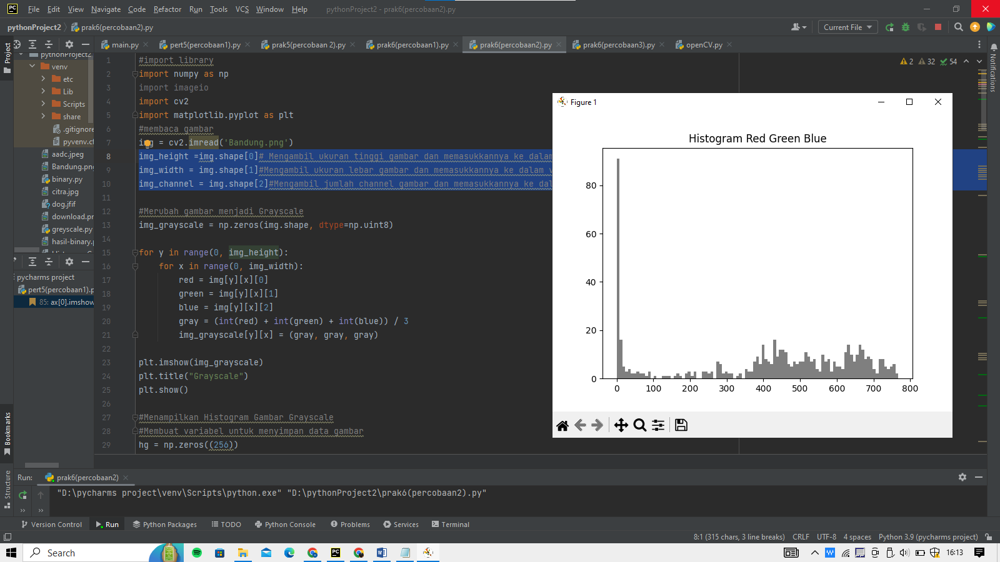 PC File Edit View Navigate Code Refactor Run Tools VCS Window Help pythonProject2 - prak6(percobaan2).py
pythonProject2 prak6(percobaan2).py Current File
main.py pert5(percobaan1).py prak5(percobaan 2).py prak6(percobaan1).py prak6(percobaan2).py prak6(percobaan3).py openCV.py
Project
Notifications
pythonProject2
venv
etc
Lib
Scripts
share
.gitignore
pyvenv.cf
aadc.jpeg
Bandung.png
binary.py
citra.jpg
dog.jfif
download.pr
greyscale.py
hasil-binary.
pycharms project
pert5(percobaan1).p
85: ax[0].imshow
Bookmarks
Structure
2 32 54
1 #import library
2 import numpy as np
3 import imageio
4 import cv2
5 import matplotlib.pyplot as plt
6 #membaca gambar
7 img = cv2.imread('Bandung.png')
8 img_height =img.shape[0]# Mengambil ukuran tinggi gambar dan memasukkannya ke dalam
9 img_width = img.shape[1]#Mengambil ukuran lebar gambar dan memasukkannya ke dalam v
10 img_channel = img.shape[2]#Mengambil jumlah channel gambar dan memasukkannya ke dal
11
12 #Merubah gambar menjadi Grayscale
13 img_grayscale = np.zeros(img.shape, dtype=np.uint8)
14
15 for y in range(0, img_height):
16 for x in range(0, img_width):
17 red = img[y][x][0]
18 green = img[y][x][1]
19 blue = img[y][x][2]
20 gray = (int(red) + int(green) + int(blue)) / 3
21 img_grayscale[y][x] = (gray, gray, gray)
22
23 plt.imshow(img_grayscale)
24 plt.title("Grayscale")
25 plt.show()
26
27 #Menampilkan Histogram Gambar Grayscale
28 #Membuat variabel untuk menyimpan data gambar
29 hg = np.zeros((256))
Figure 1
Histogram Red Green Blue
80
60
40
20
0
0 100 200 300 400 500 600 700 800
Run: prak6(percobaan2)
"D:\pycharms project\venv\Scripts\python.exe" "D:\pythonProject2\prak6(percobaan2).py"
Version Control Run Python Packages TODO Python Console Problems Services Terminal
8:1 (315 chars, 3 line breaks) CRLF UTF-8 4 spaces Python 3.9 (pycharms project)
Search PC 16:13